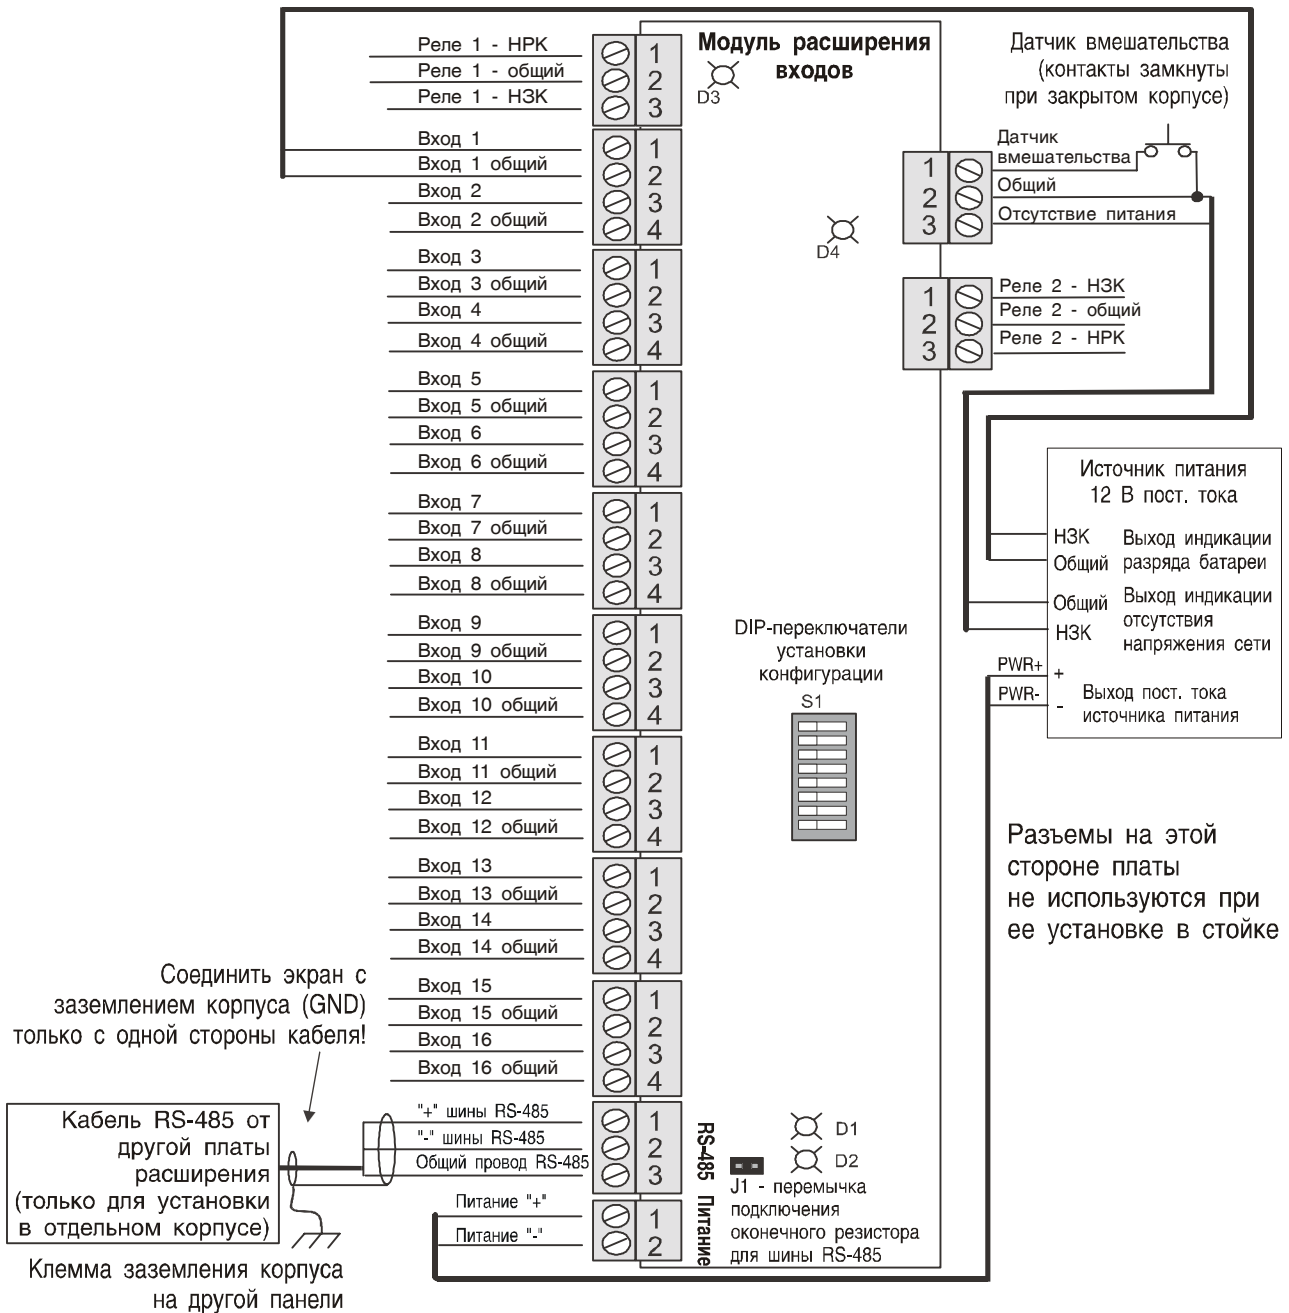 Модуль расширения
входов
D3
D4
Реле 1 - НРК
Реле 1 - общий
Реле 1 - НЗК
1
2
3
Вход 1
Вход 1 общий
Вход 2
Вход 2 общий
1
2
3
4
Вход 3
Вход 3 общий
Вход 4
Вход 4 общий
1
2
3
4
Вход 5
Вход 5 общий
Вход 6
Вход 6 общий
1
2
3
4
Вход 7
Вход 7 общий
Вход 8
Вход 8 общий
1
2
3
4
Вход 9
Вход 9 общий
Вход 10
Вход 10 общий
1
2
3
4
Вход 11
Вход 11 общий
Вход 12
Вход 12 общий
1
2
3
4
Вход 13
Вход 13 общий
Вход 14
Вход 14 общий
1
2
3
4
Вход 15
Вход 15 общий
Вход 16
Вход 16 общий
1
2
3
4
"+" шины RS-485
"-" шины RS-485
Общий провод RS-485
1
2
3
RS-485
Питание "+"
Питание "-"
1
2
Питание
Датчик вмешательства
(контакты замкнуты
при закрытом корпусе)
Датчик
вмешательства
Общий
Отсутствие питания
1
2
3
Реле 2 - НЗК
Реле 2 - общий
Реле 2 - НРК
1
2
3
Источник питания
12 В пост. тока
НЗК
Общий
Выход индикации
разряда батареи
Общий
НЗК
Выход индикации
отсутствия
напряжения сети
PWR+
+
PWR-
-
Выход пост. тока
источника питания
DIP-переключатели
установки
конфигурации
S1
Разъемы на этой
стороне платы
не используются при
ее установке в стойке
Соединить экран с
заземлением корпуса (GND)
только с одной стороны кабеля!
Кабель RS-485 от
другой платы
расширения
(только для установки
в отдельном корпусе)
Клемма заземления корпуса
на другой панели
D1
D2
J1 - перемычка
подключения
оконечного резистора
для шины RS-485